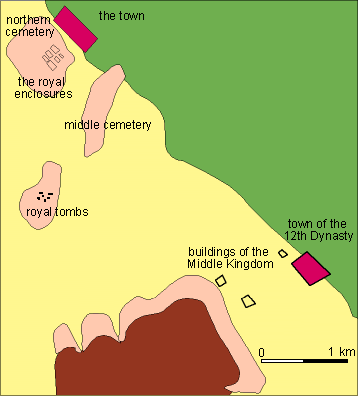 northern
cemetery
the town
the royal
enclosures
middle cemetery
royal tombs
town of the
12th Dynasty
buildings of the
Middle Kingdom
0 1 km